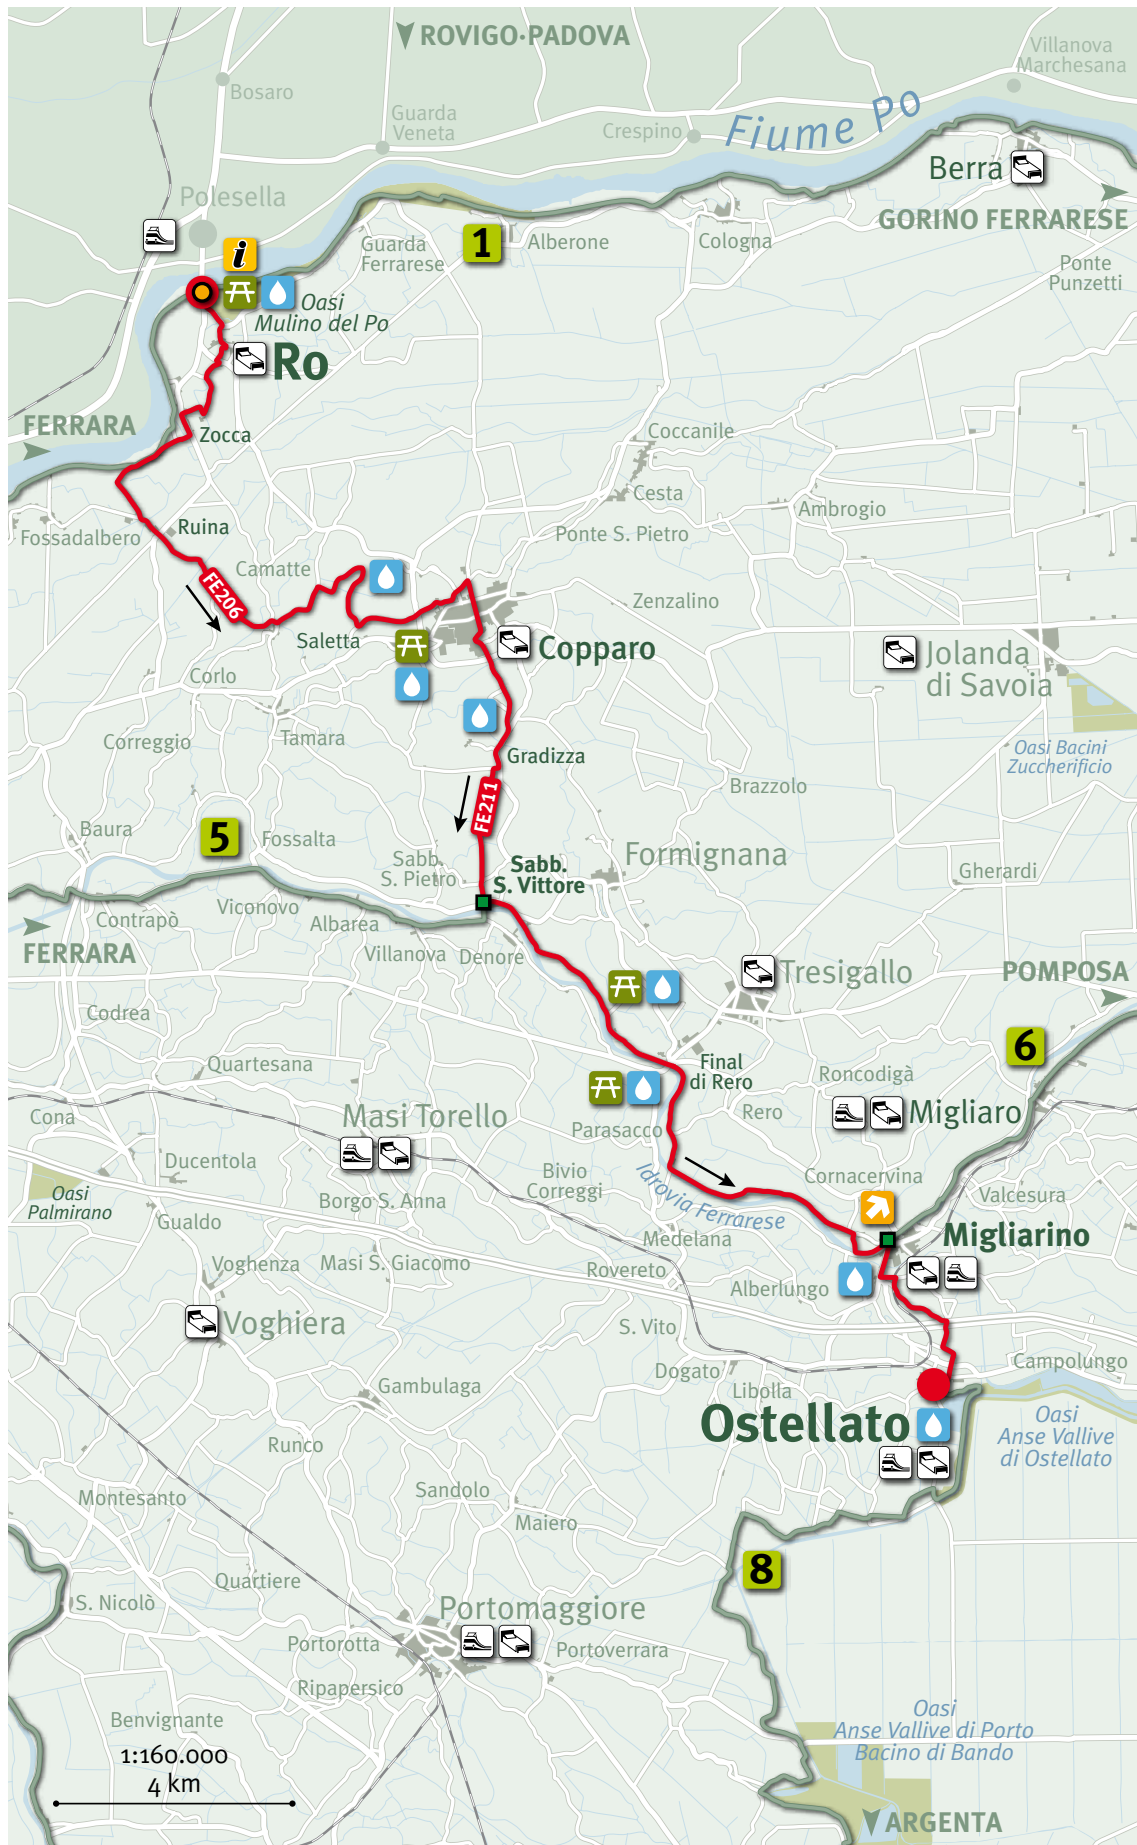 ROVIGO·PADOVA
Villanova
Marchesana
Bosaro
Guarda
Veneta
Crespino
Fiume Po
Berra
Polesella
GORINO FERRARESE
1
Guarda
Ferrarese
Alberone
Cologna
i
Ponte
Punzetti
Oasi
Mulino del Po
Ro
FERRARA
Zocca
Coccanile
Cesta
Ambrogio
Fossadalbero
Ruina
Ponte S. Pietro
Camatte
FE206
Zenzalino
Saletta
Copparo
Jolanda
di Savoia
Corlo
Correggio
Tamara
Gradizza
Oasi Bacini
Zuccherificio
Brazzolo
FE211
Baura
5
Fossalta
Sabb.
S. Pietro
Sabb.
S. Vittore
Formignana
Gherardi
Contrapò
Viconovo
Albarea
FERRARA
Villanova
Denore
Tresigallo
POMPOSA
Codrea
6
Quartesana
Final
di Rero
Roncodigà
Cona
Masi Torello
Rero
Migliaro
Parasacco
Ducentola
Bivio
Correggi
Idrovia Ferrarese
Cornacervina
Oasi
Palmirano
Borgo S. Anna
Valcesura
Gualdo
Medelana
Migliarino
Voghenza
Masi S. Giacomo
Rovereto
Alberlungo
Voghiera
S. Vito
Dogato
Campolungo
Gambulaga
Libolla
Ostellato
Oasi
Anse Vallive
di Ostellato
Runco
Montesanto
Sandolo
Maiero
8
Quartiere
S. Nicolò
Portomaggiore
Portorotta
Portoverrara
Ripapersico
Benvignante
Oasi
Anse Vallive di Porto
Bacino di Bando
1:160.000
4 km
ARGENTA